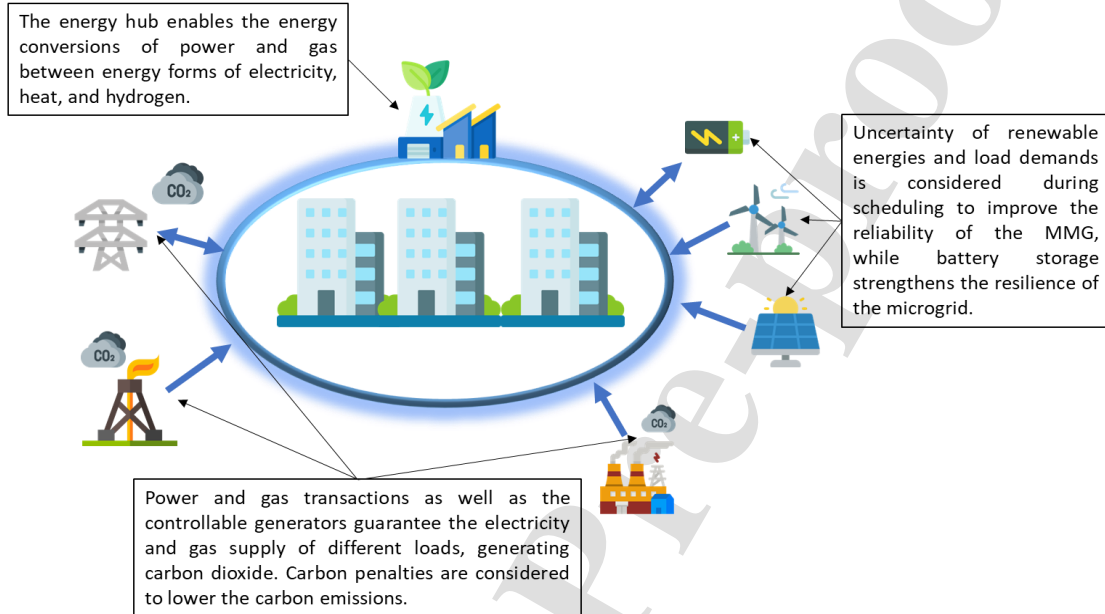 The energy hub enables the energy
conversions of power and gas
between energy forms of electricity,
heat, and hydrogen.
Uncertainty of renewable
energies and load demands
is considered during
scheduling to improve the
reliability of the MMG,
while battery storage
strengthens the resilience of
the microgrid.
CO₂
CO₂
CO₂
Power and gas transactions as well as the
controllable generators guarantee the electricity
and gas supply of different loads, generating
carbon dioxide. Carbon penalties are considered
to lower the carbon emissions.